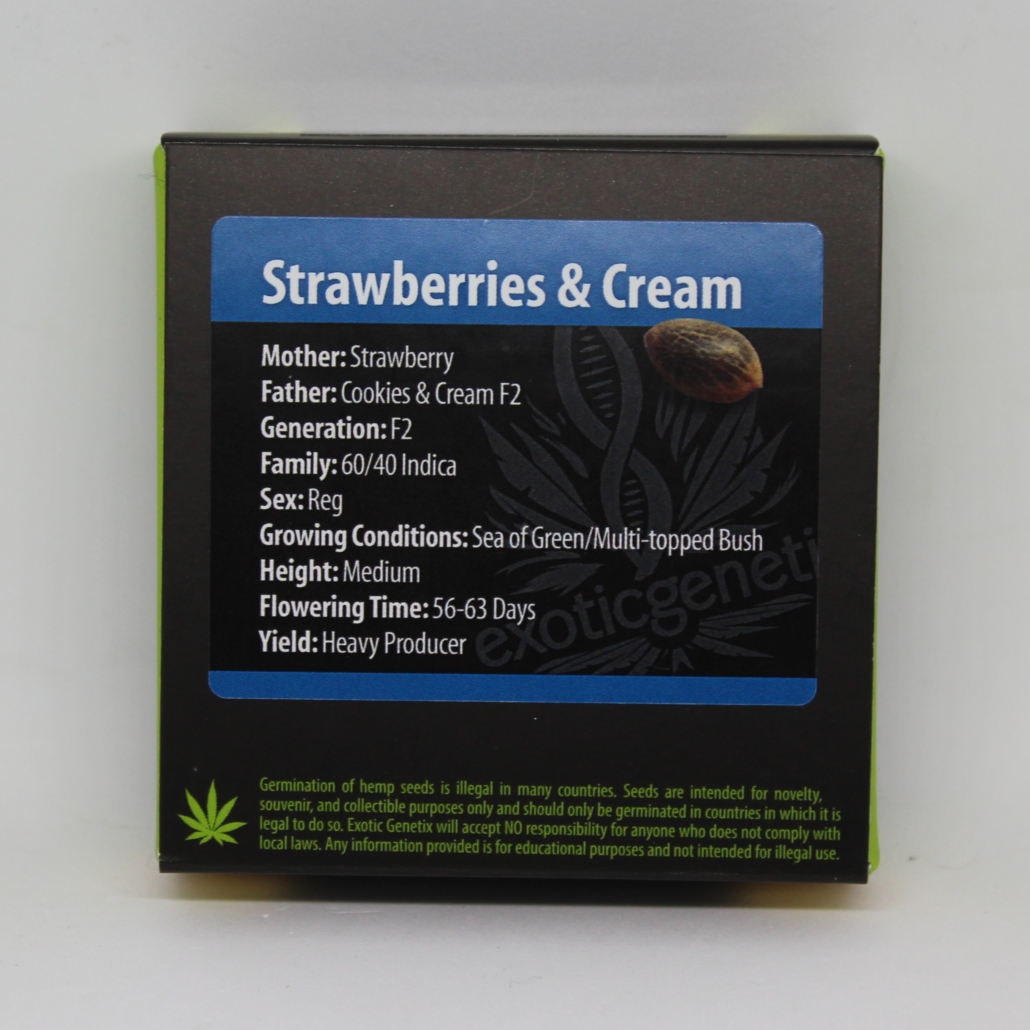 Strawberries & Cream
Mother: Strawberry
Father: Cookies & Cream F2
Generation: F2
Family: 60/40 Indica
Sex: Reg
Growing Conditions: Sea of Green/Multi-topped Bush
Height: Medium
Flowering Time: 56-63 Days
Yield: Heavy Producer
exoticgeneti
Germination of hemp seeds is illegal in many countries. Seeds are intended for novelty,
souvenir, and collectible purposes only and should only be germinated in countries in which it is
legal to do so. Exotic Genetix will accept NO responsibility for anyone who does not comply with
local laws. Any information provided is for educational purposes and not intended for illegal use.